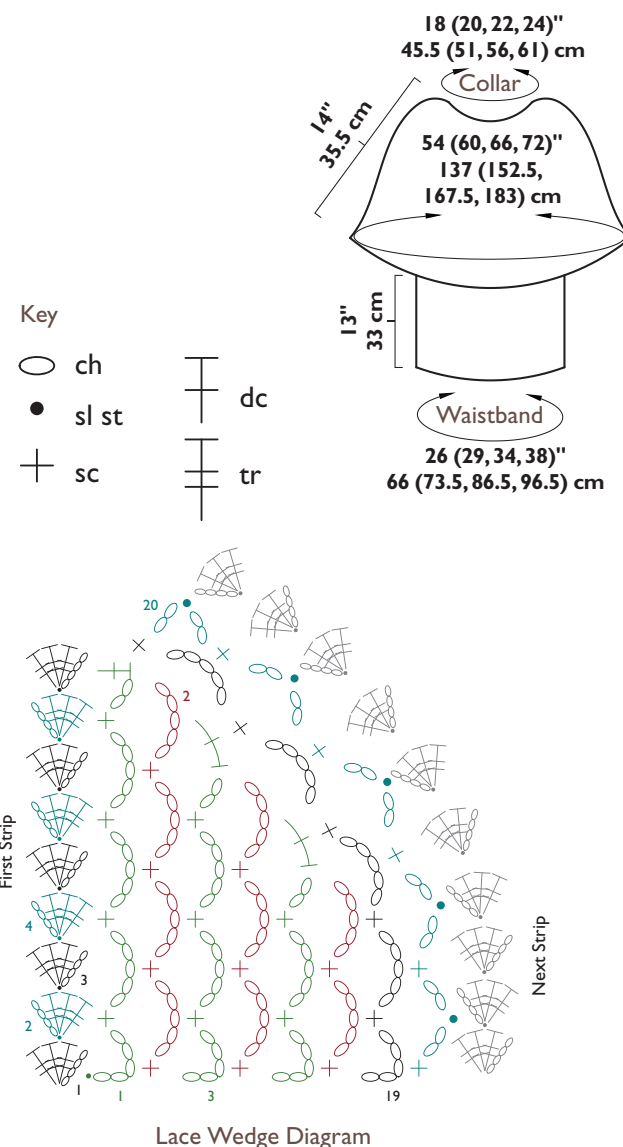 18 (20, 22, 24)"
45.5 (51, 56, 61) cm
Collar
14"
35.5 cm
54 (60, 66, 72)"
137 (152.5,
167.5, 183) cm
13"
33 cm
Waistband
26 (29, 34, 38)"
66 (73.5, 86.5, 96.5) cm
Key
ch
sl st
sc
dc
tr
20
2
First Strip
4
3
2
1
1
3
19
Next Strip
Lace Wedge Diagram